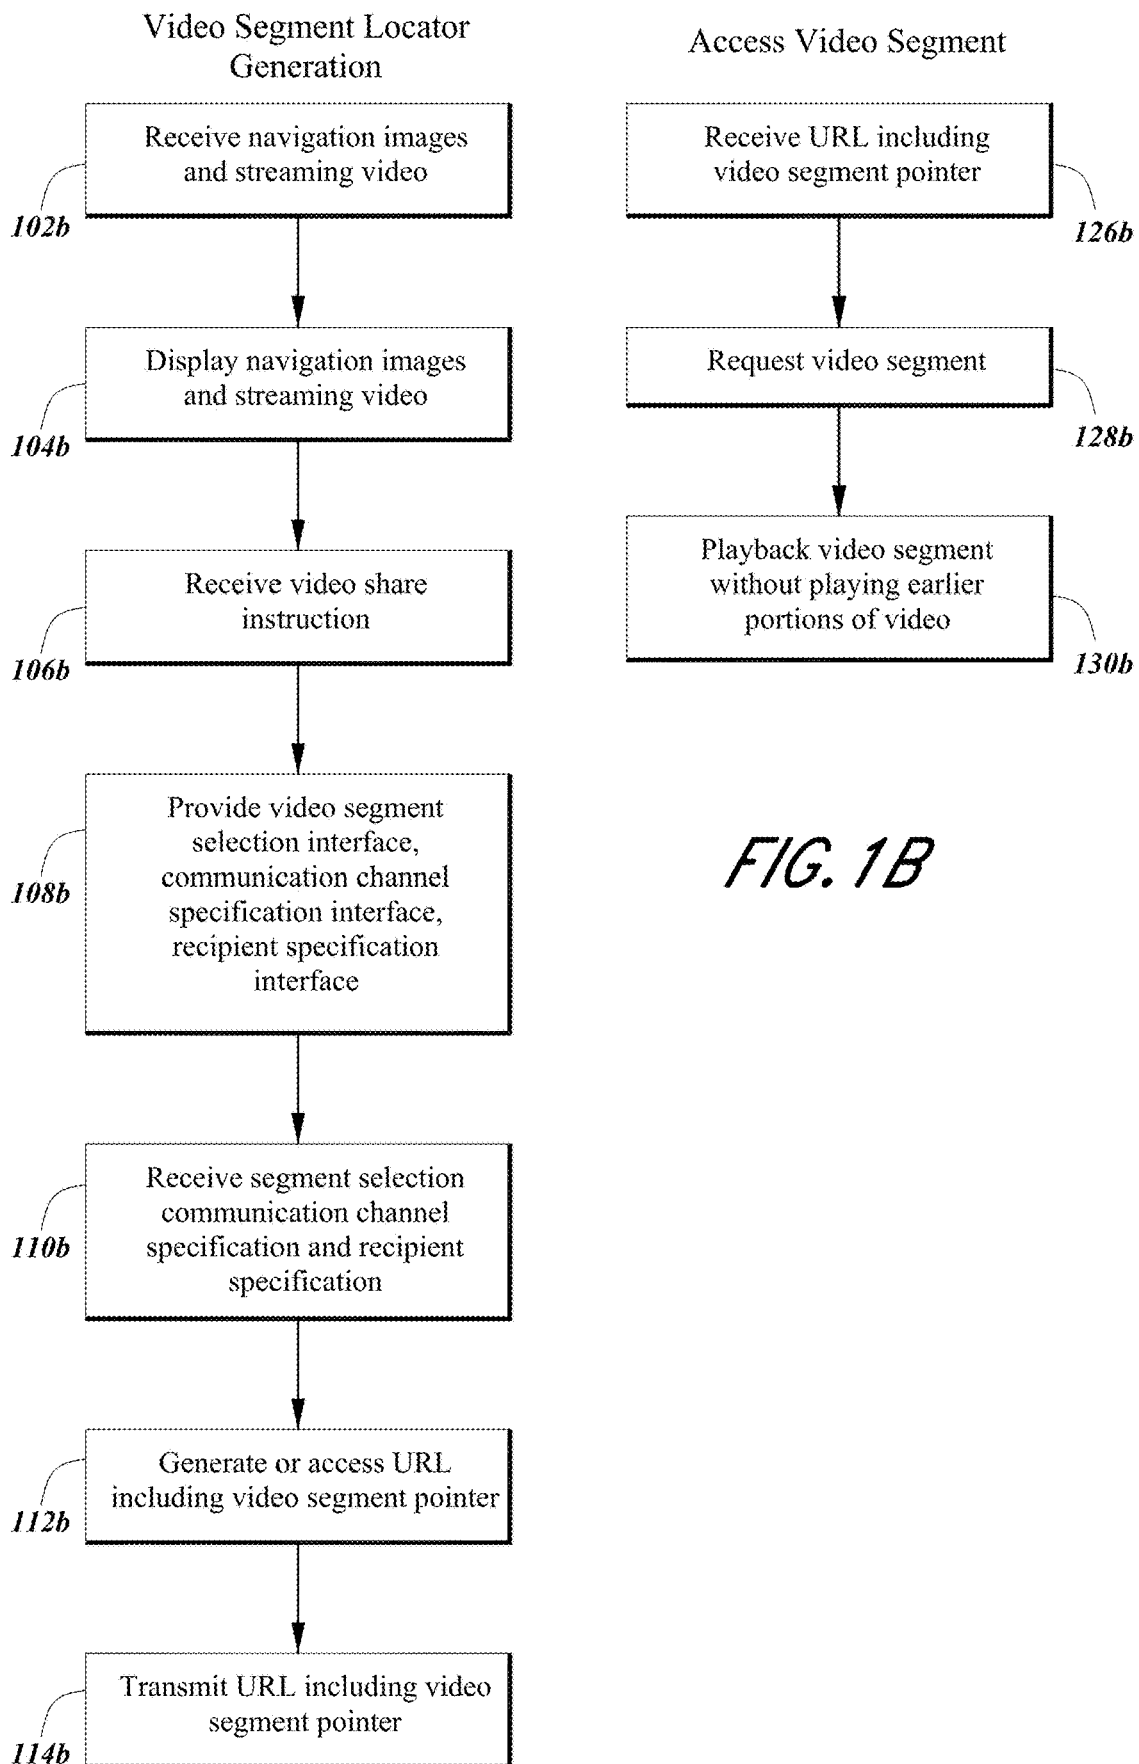 Video Segment Locator
Generation
Receive navigation images
and streaming video
102b
Display navigation images
and streaming video
104b
Receive video share
instruction
106b
Provide video segment
selection interface,
communication channel
specification interface,
recipient specification
interface
108b
Receive segment selection
communication channel
specification and recipient
specification
110b
Generate or access URL
including video segment pointer
112b
Transmit URL including video
segment pointer
114b
Access Video Segment
Receive URL including
video segment pointer
126b
Request video segment
128b
Playback video segment
without playing earlier
portions of video
130b
FIG. 1B